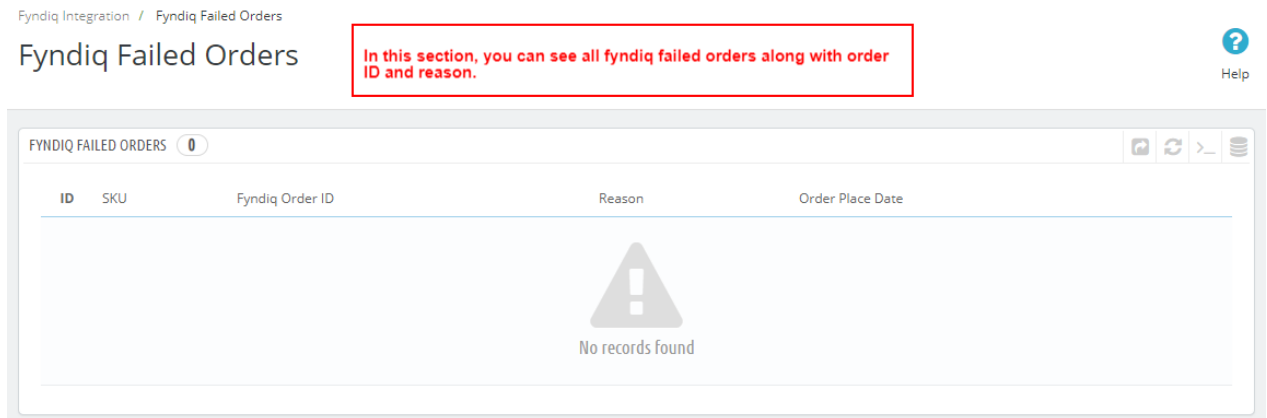 Fyndiq Integration / Fyndiq Failed Orders
Fyndiq Failed Orders
In this section, you can see all fyndiq failed orders along with order
ID and reason.
Help
FYNDIQ FAILED ORDERS 0
ID SKU Fyndiq Order ID Reason Order Place Date
No records found